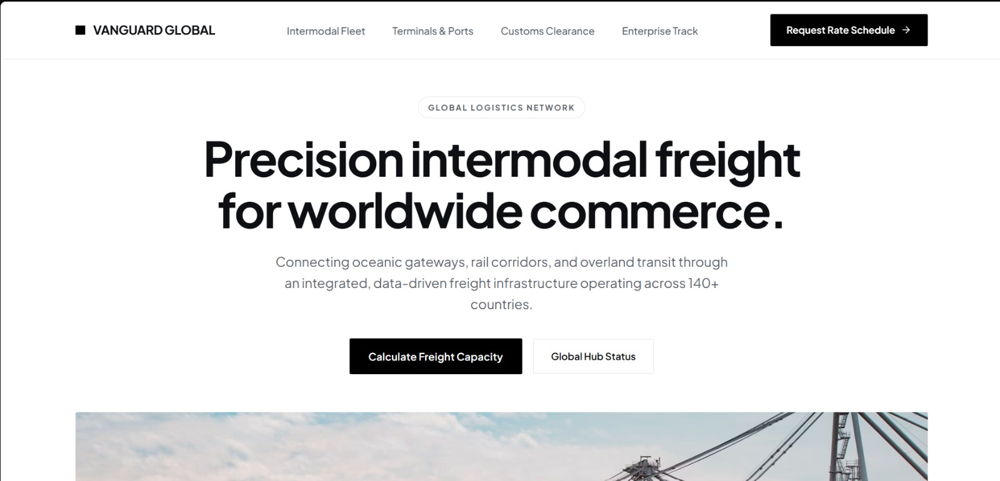 VANGUARD GLOBAL
Intermodal Fleet
Terminals & Ports
Customs Clearance
Enterprise Track
Request Rate Schedule →
GLOBAL LOGISTICS NETWORK
Precision intermodal freight
for worldwide commerce.
Connecting oceanic gateways, rail corridors, and overland transit through
an integrated, data-driven freight infrastructure operating across 140+
countries.
Calculate Freight Capacity
Global Hub Status